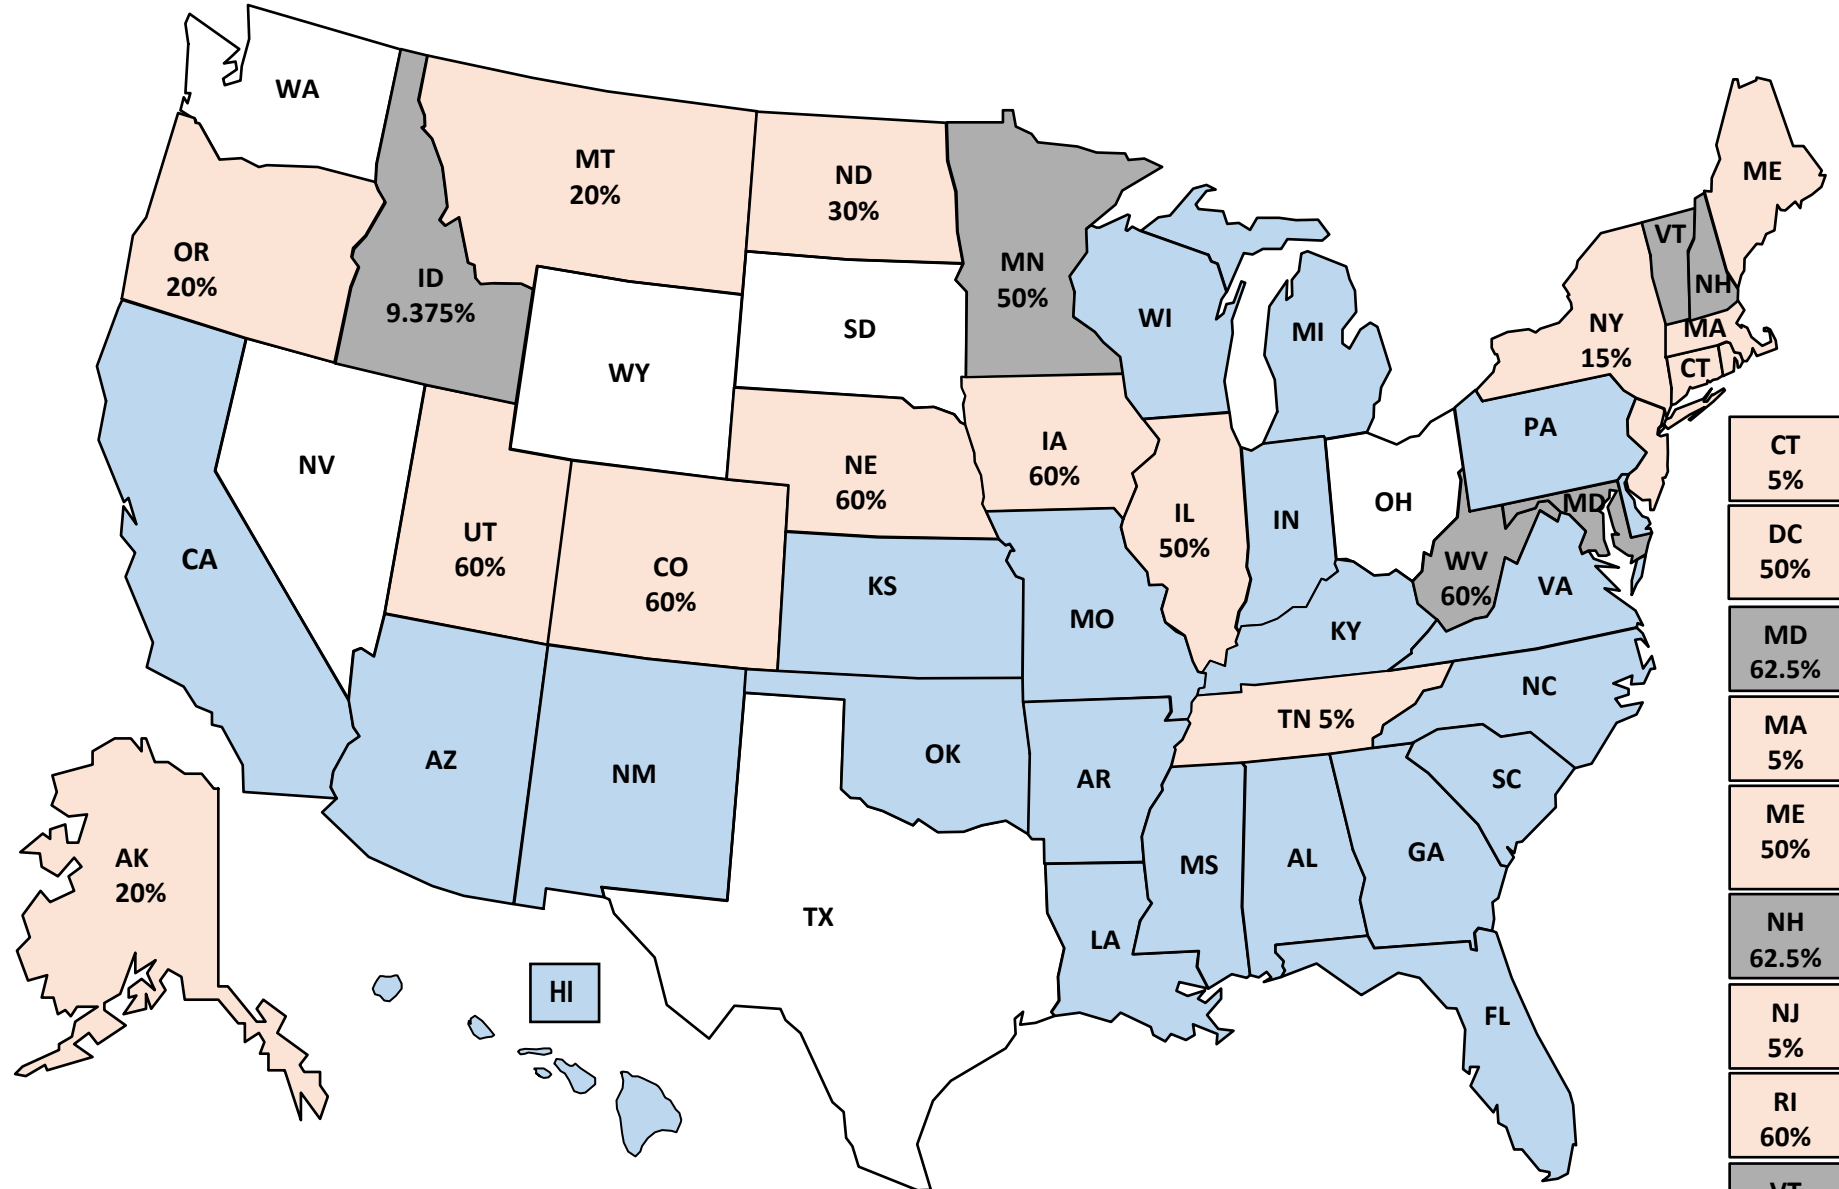 WA
MT
20%
ND
30%
MN
50%
OR
20%
ID
9.375%
WY
SD
WI
MI
ME
VT
NH
NY
15%
MA
CT
NV
UT
60%
CO
60%
NE
60%
IA
60%
IL
50%
IN
OH
PA
MD
WV
60%
VA
CA
KS
MO
KY
NC
TN 5%
AZ
NM
OK
AR
SC
MS
AL
GA
AK
20%
TX
LA
FL
HI
CT
5%
DC
50%
MD
62.5%
MA
5%
ME
50%
NH
62.5%
NJ
5%
RI
60%
VT